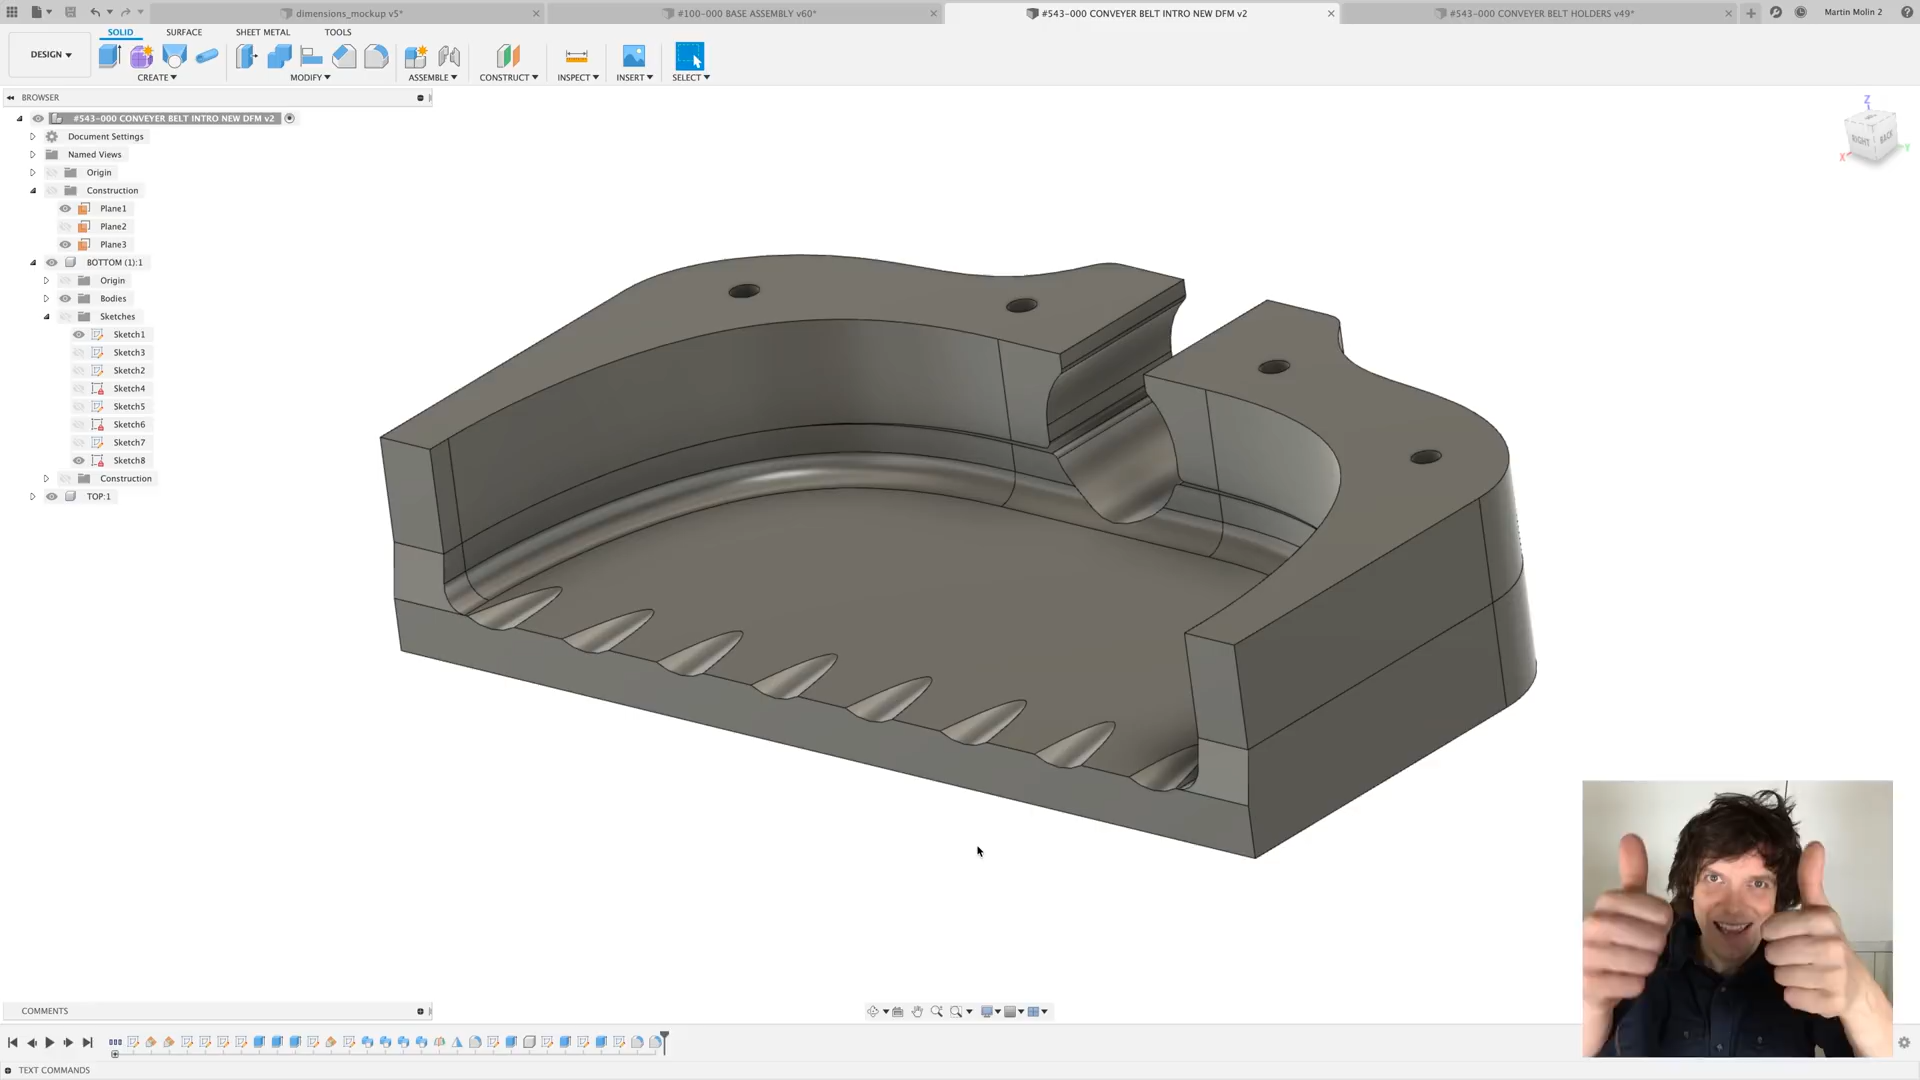 dimensions_mockup v5*
#100-000 BASE ASSEMBLY v60*
#543-000 CONVEYER BELT INTRO NEW DFM v2
#543-000 CONVEYER BELT HOLDERS v49*
Martin Molin 2
DESIGN
SOLID
SURFACE
SHEET METAL
TOOLS
CREATE
MODIFY
ASSEMBLE
CONSTRUCT
INSPECT
INSERT
SELECT
BROWSER
#543-000 CONVEYER BELT INTRO NEW DFM v2
Document Settings
Named Views
Origin
Construction
Plane1
Plane2
Plane3
BOTTOM (1):1
Origin
Bodies
Sketches
Sketch1
Sketch3
Sketch2
Sketch4
Sketch5
Sketch6
Sketch7
Sketch8
Construction
TOP:1
Z
RIGHT
BACK
X
Y
COMMENTS
TEXT COMMANDS